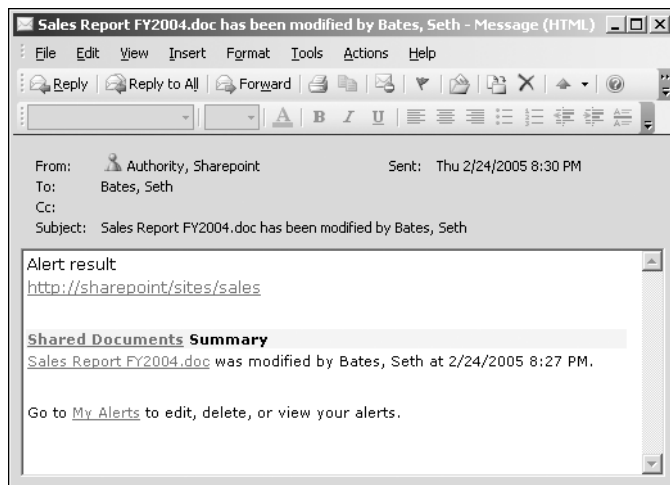 Sales Report FY2004.doc has been modified by Bates, Seth - Message (HTML)
File Edit View Insert Format Tools Actions Help
Reply Reply to All Forward
A B I U
From: Authority, Sharepoint Sent: Thu 2/24/2005 8:30 PM
To: Bates, Seth
Cc:
Subject: Sales Report FY2004.doc has been modified by Bates, Seth
Alert result
http://sharepoint/sites/sales
Shared Documents Summary
Sales Report FY2004.doc was modified by Bates, Seth at 2/24/2005 8:27 PM.
Go to My Alerts to edit, delete, or view your alerts.